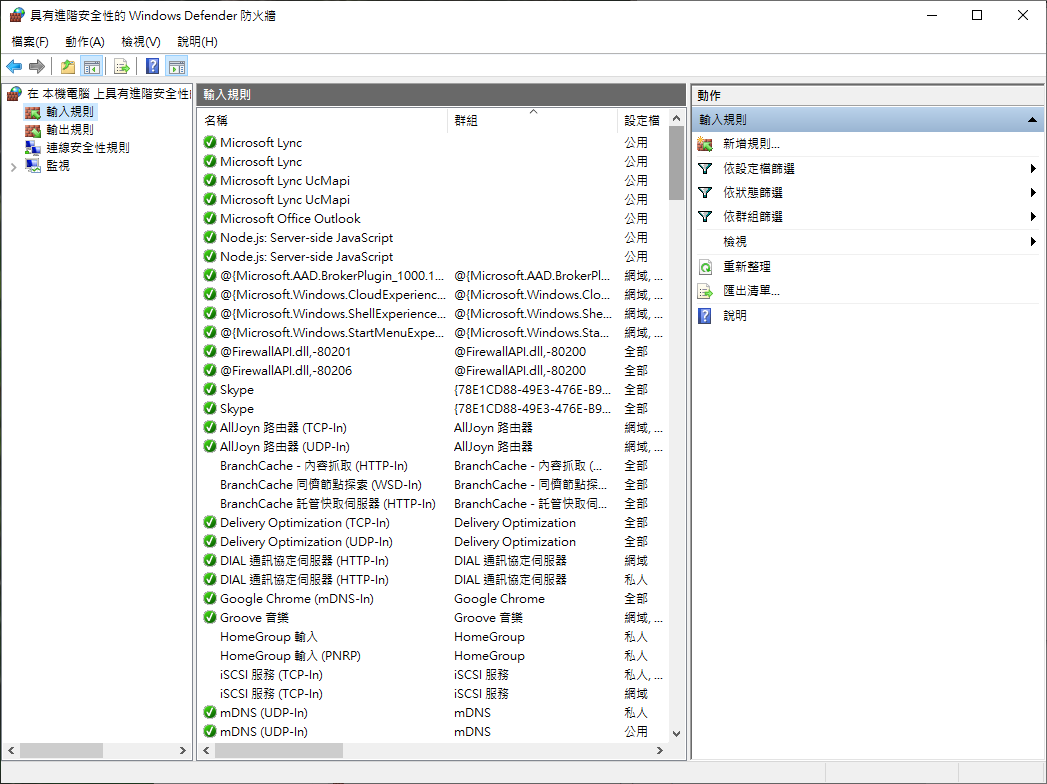 具有進階安全性的 Windows Defender 防火牆
檔案(F) 動作(A) 檢視(V) 說明(H)
在 本機電腦 上具有進階安全性
輸入規則
輸出規則
連線安全性規則
監視
輸入規則
名稱 群組 設定檔
Microsoft Lync 公用
Microsoft Lync 公用
Microsoft Lync UcMapi 公用
Microsoft Lync UcMapi 公用
Microsoft Office Outlook 公用
Node.js: Server-side JavaScript 公用
Node.js: Server-side JavaScript 公用
@{Microsoft.AAD.BrokerPlugin_1000.1... @{Microsoft.AAD.BrokerPl... 網域, ...
@{Microsoft.Windows.CloudExperienc... @{Microsoft.Windows.Clo... 網域, ...
@{Microsoft.Windows.ShellExperience... @{Microsoft.Windows.She... 網域, ...
@{Microsoft.Windows.StartMenuExpe... @{Microsoft.Windows.Sta... 網域, ...
@FirewallAPI.dll,-80201 @FirewallAPI.dll,-80200 全部
@FirewallAPI.dll,-80206 @FirewallAPI.dll,-80200 全部
Skype {78E1CD88-49E3-476E-B9... 全部
Skype {78E1CD88-49E3-476E-B9... 全部
AllJoyn 路由器 (TCP-In) AllJoyn 路由器 網域, ...
AllJoyn 路由器 (UDP-In) AllJoyn 路由器 網域, ...
BranchCache - 內容抓取 (HTTP-In) BranchCache - 內容抓取 (... 全部
BranchCache 同儕節點探索 (WSD-In) BranchCache - 同儕節點探... 全部
BranchCache 託管快取伺服器 (HTTP-In) BranchCache - 託管快取伺... 全部
Delivery Optimization (TCP-In) Delivery Optimization 全部
Delivery Optimization (UDP-In) Delivery Optimization 全部
DIAL 通訊協定伺服器 (HTTP-In) DIAL 通訊協定伺服器 網域
DIAL 通訊協定伺服器 (HTTP-In) DIAL 通訊協定伺服器 私人
Google Chrome (mDNS-In) Google Chrome 全部
Groove 音樂 Groove 音樂 網域, ...
HomeGroup 輸入 HomeGroup 私人
HomeGroup 輸入 (PNRP) HomeGroup 私人
iSCSI 服務 (TCP-In) iSCSI 服務 私人, ...
iSCSI 服務 (TCP-In) iSCSI 服務 網域
mDNS (UDP-In) mDNS 私人
mDNS (UDP-In) mDNS 公用
動作
輸入規則
新增規則...
依設定檔篩選
依狀態篩選
依群組篩選
檢視
重新整理
匯出清單...
說明